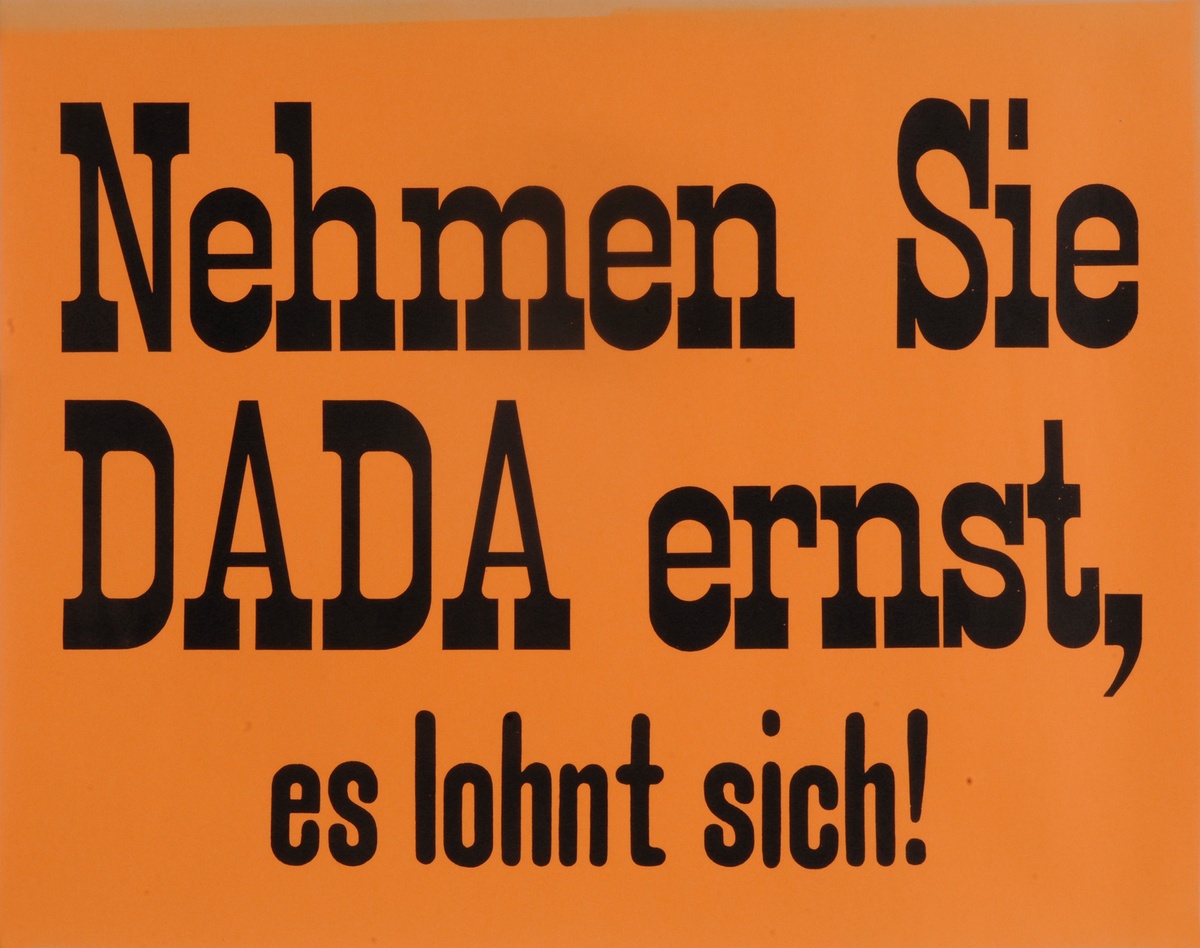 Nehmen Sie
DADA ernst,
es lohnt sich!